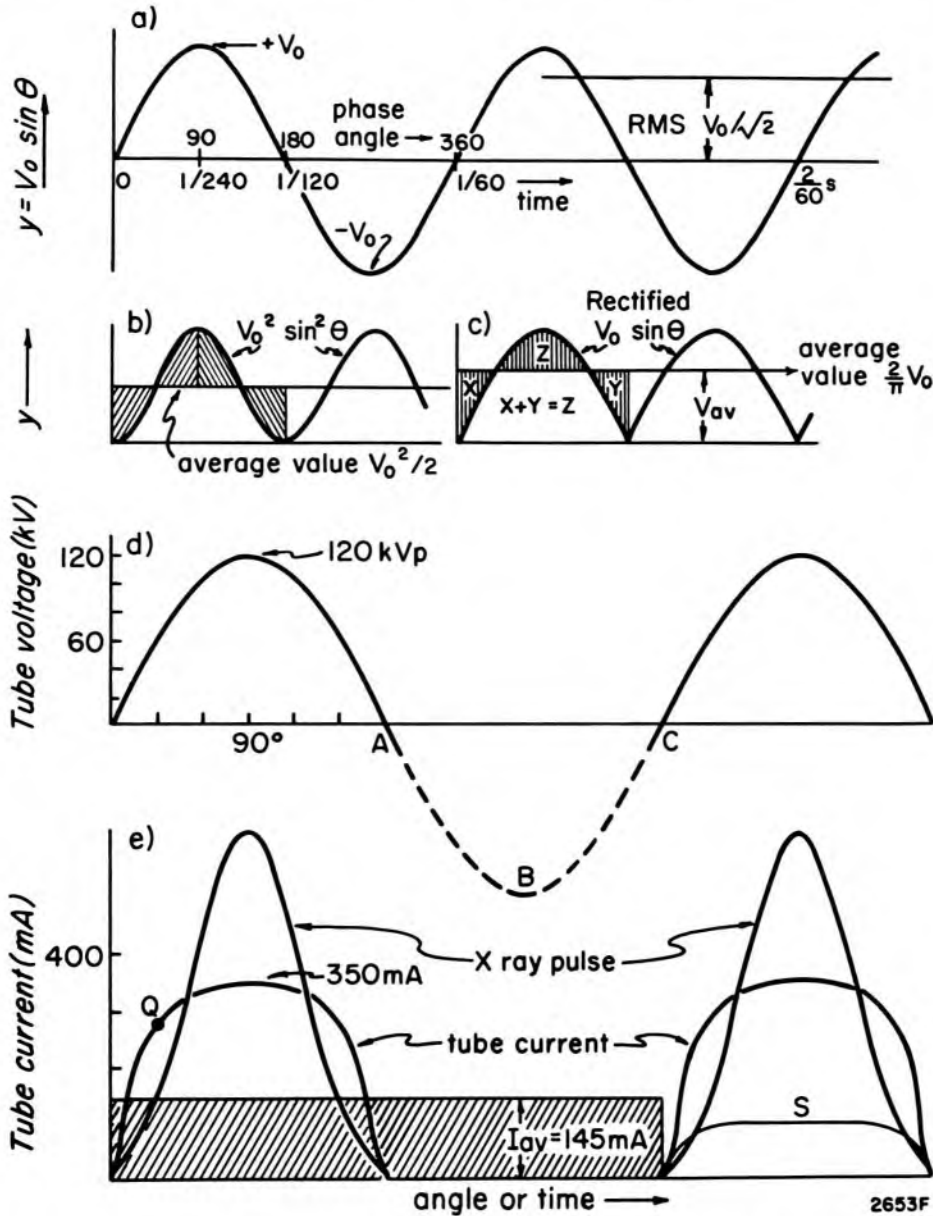 a)
+V₀
y = V₀ sin θ
phase
angle →
90
180
360
RMS V₀/√2
0
1/240
1/120
1/60 →
time
2/60 s
−V₀
b)
V₀² sin² θ
y →
average value V₀²/2
c)
Rectified
V₀ sin θ
average
value 2/π V₀
X
Z
Y
X+Y = Z
Vav
Tube voltage (kV)
d)
120 kVp
120
60
90°
A
C
B
Tube current (mA)
e)
400
350mA
Q
X ray pulse
tube current
S
Iav = 145mA
angle or time →
2653F